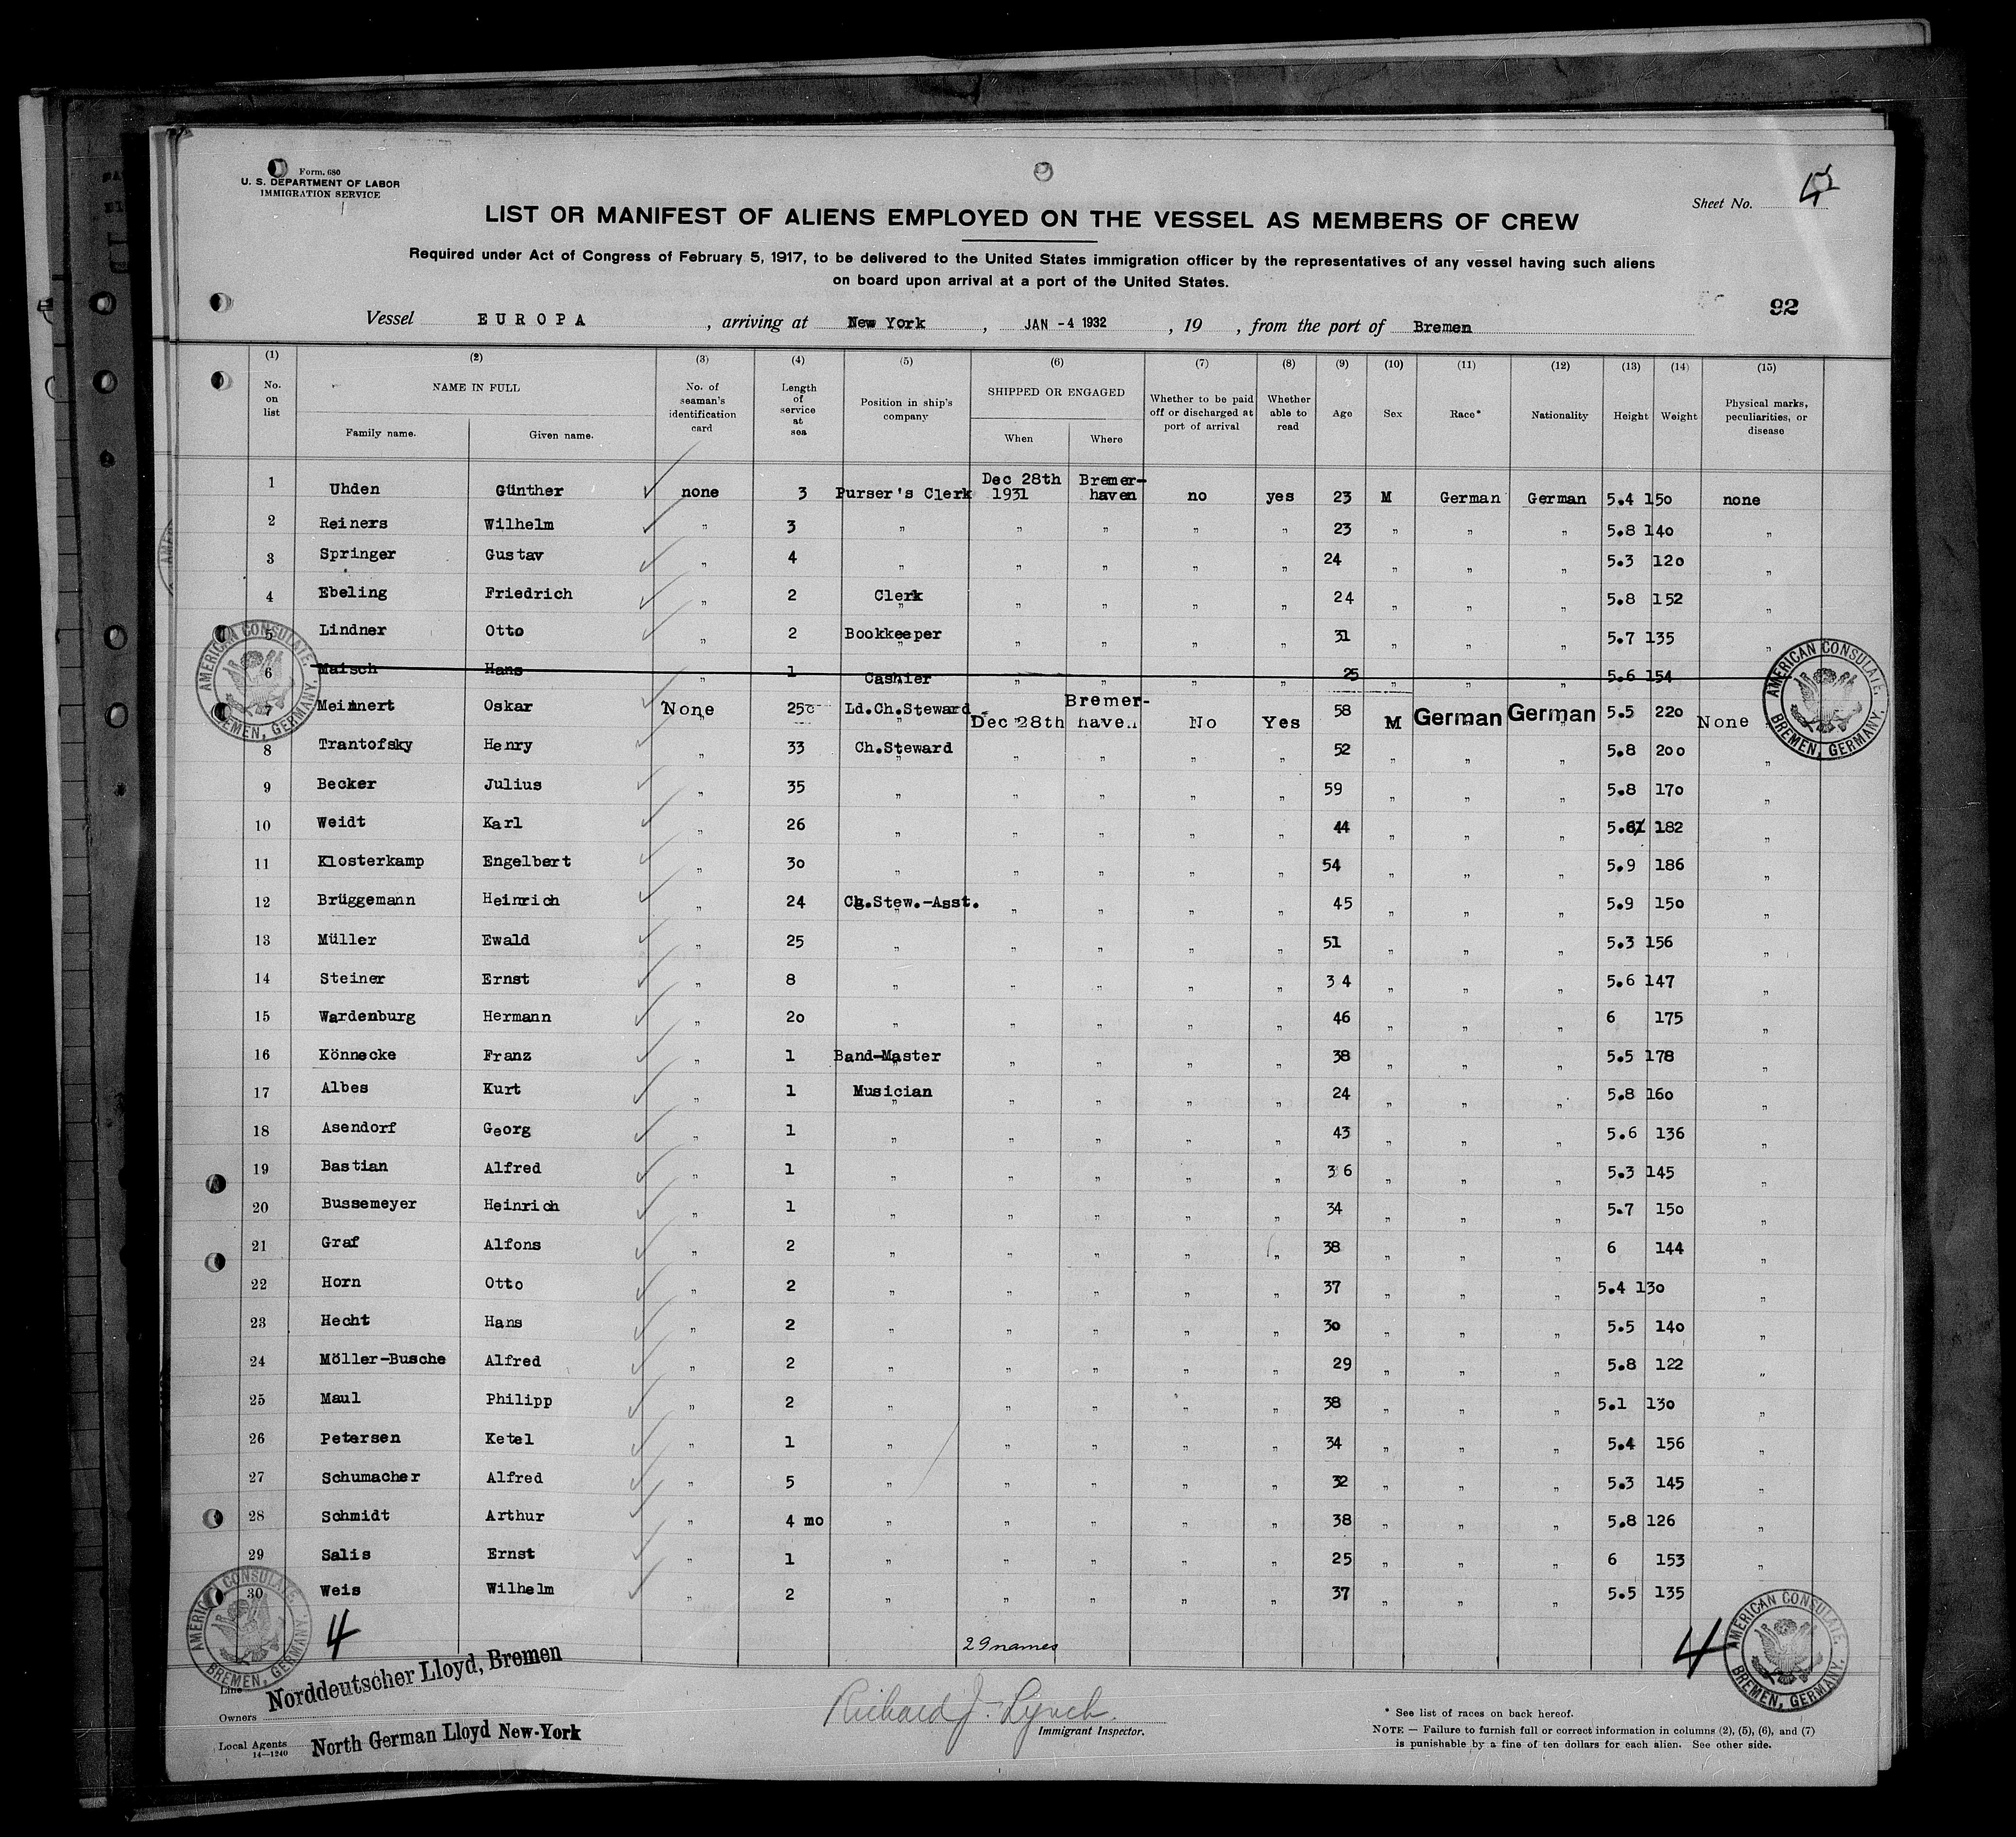 Form. 680
U. S. DEPARTMENT OF LABOR
IMMIGRATION SERVICE
Sheet No.
LIST OR MANIFEST OF ALIENS EMPLOYED ON THE VESSEL AS MEMBERS OF CREW
Required under Act of Congress of February 5, 1917, to be delivered to the United States immigration officer by the representatives of any vessel having such aliens
on board upon arrival at a port of the United States.
92
Vessel EUROPA, arriving at New York, JAN -4 1932, 19 , from the port of Bremen
(1) (2) (3) (4) (5) (6) (7) (8) (9) (10) (11) (12) (13) (14) (15)
No. on list NAME IN FULL Family name. Given name. No. of seaman's identification card Length of service at sea Position in ship's company SHIPPED OR ENGAGED When Where Whether to be paid off or discharged at port of arrival Whether able to read Age Sex Race* Nationality Height Weight Physical marks, peculiarities, or disease
1 Uhden Günther none 3 Purser's Clerk Dec 28th 1931 Bremer-haven no yes 23 M German German 5.4 150 none
2 Reiners Wilhelm " 3 " " " " " 23 " " " 5.8 140 "
3 Springer Gustav " 4 " " " " " 24 " " " 5.3 120 "
4 Ebeling Friedrich " 2 Clerk " " " " 24 " " " 5.8 152 "
5 Lindner Otto " 2 Bookkeeper " " " " 31 " " " 5.7 135 "
6 Maisch Hans " 1 Cashier " " " " 25 " " " 5.6 154
7 Meinnert Oskar None 25 Ld.Ch.Steward Dec 28th Bremer-haven No Yes 58 M German German 5.5 220 None
8 Trantofsky Henry " 33 Ch.Steward " " " " 52 " " " 5.8 200 "
9 Becker Julius " 35 " " " " " 59 " " " 5.8 170 "
10 Weidt Karl " 26 " " " " " 44 " " " 5. 182 "
11 Klosterkamp Engelbert " 30 " " " " " 54 " " " 5.9 186 "
12 Brüggemann Heinrich " 24 Ch.Stew.-Asst. " " " " 45 " " " 5.9 150 "
13 Müller Ewald " 25 " " " " " 51 " " " 5.3 156 "
14 Steiner Ernst " 8 " " " " " 34 " " " 5.6 147 "
15 Wardenburg Hermann " 20 " " " " " 46 " " " 6 175 "
16 Könnecke Franz " 1 Band-Master " " " " 38 " " " 5.5 178 "
17 Albes Kurt " 1 Musician " " " " 24 " " " 5.8 160 "
18 Asendorf Georg " 1 " " " " " 43 " " " 5.6 136 "
19 Bastian Alfred " 1 " " " " " 36 " " " 5.3 145 "
20 Bussemeyer Heinrich " 1 " " " " " 34 " " " 5.7 150 "
21 Graf Alfons " 2 " " " " " 38 " " " 6 144 "
22 Horn Otto " 2 " " " " " 37 " " " 5.4 130 "
23 Hecht Hans " 2 " " " " " 30 " " " 5.5 140 "
24 Möller-Busche Alfred " 2 " " " " " 29 " " " 5.8 122 "
25 Maul Philipp " 2 " " " " " 38 " " " 5.1 130 "
26 Petersen Ketel " 1 " " " " " 34 " " " 5.4 156 "
27 Schumacher Alfred " 5 " " " " " 32 " " " 5.3 145 "
28 Schmidt Arthur " 4 mo " " " " " 38 " " " 5.8 126 "
29 Salis Ernst " 1 " " " " " 25 " " " 6 153 "
30 Weis Wilhelm " 2 " " " " " 37 " " " 5.5 135 "
AMERICAN CONSULATE, BREMEN, GERMANY.
AMERICAN CONSULATE, BREMEN, GERMANY.
AMERICAN CONSULATE, BREMEN, GERMANY.
AMERICAN CONSULATE, BREMEN, GERMANY.
4
29 names
4
Line
Norddeutscher Lloyd, Bremen
Owners
Local Agents North German Lloyd New-York
14—1240
Richard J. Lynch.
Immigrant Inspector.
* See list of races on back hereof.
NOTE — Failure to furnish full or correct information in columns (2), (5), (6), and (7)
is punishable by a fine of ten dollars for each alien. See other side.